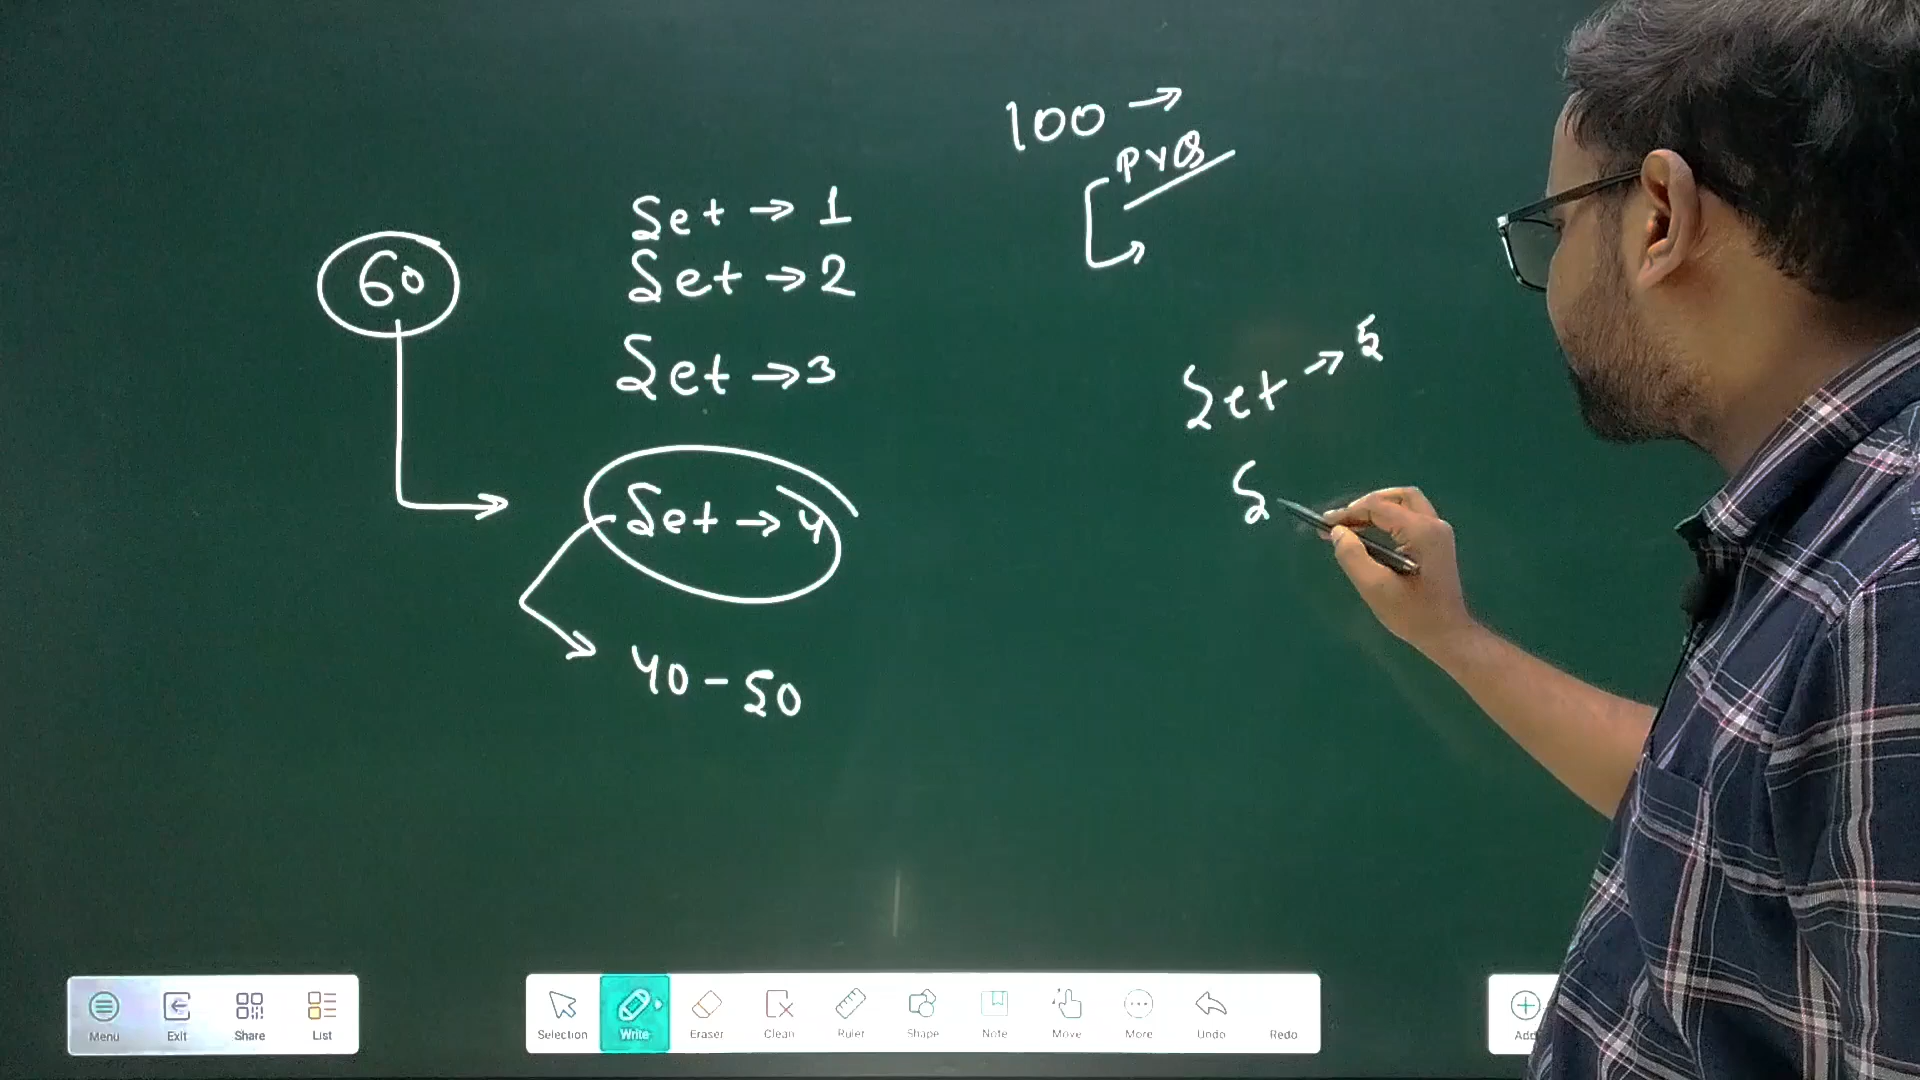 100 →
PYQ
Set → 1
60
Set → 2
Set → 3
Set → 5
Set → 4
S
40 - 50
Menu
Exit
Share
List
Selection
Write
Eraser
Clean
Ruler
Shape
Note
Move
More
Undo
Redo
Add